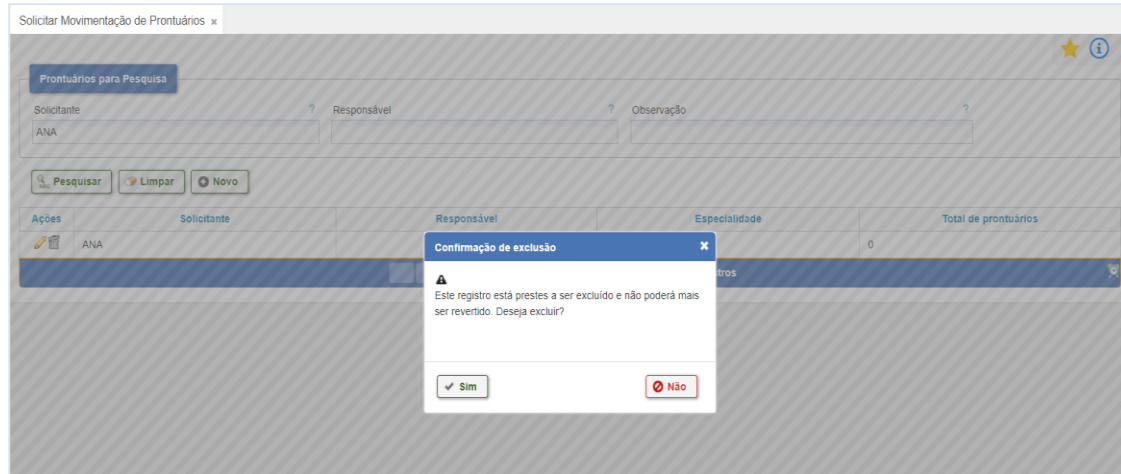 Solicitar Movimentação de Prontuários ×
Prontuários para Pesquisa
Solicitante ? Responsável ? Observação ?
ANA
Pesquisar Limpar Novo
Ações Solicitante Responsável Especialidade Total de prontuários
ANA 0
Confirmação de exclusão ×
Este registro está prestes a ser excluído e não poderá mais
ser revertido. Deseja excluir?
Sim Não